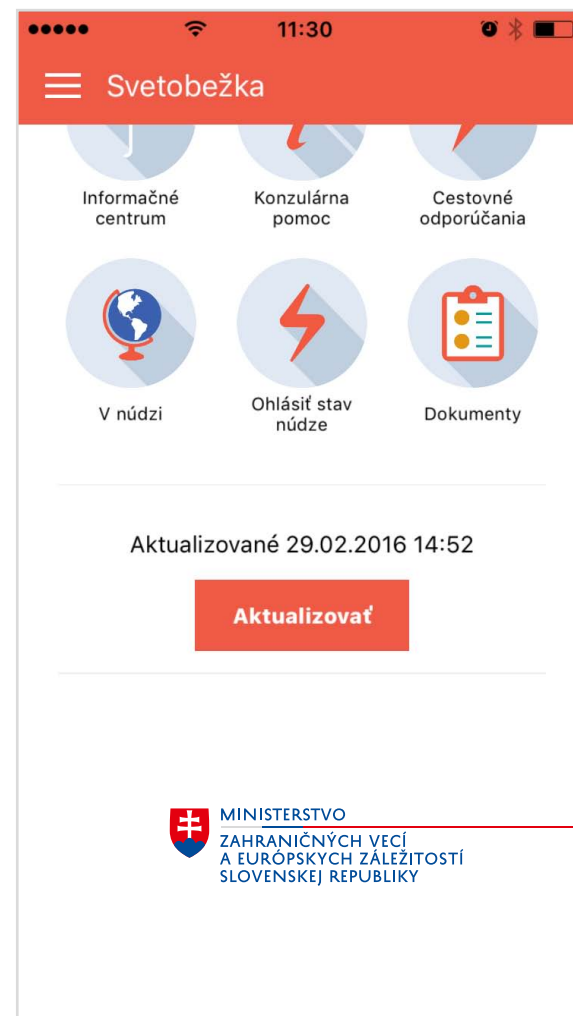 11:30
Svetobežka
Informačné
centrum
Konzulárna
pomoc
Cestovné
odporúčania
V núdzi
Ohlásiť stav
núdze
Dokumenty
Aktualizované 29.02.2016 14:52
Aktualizovať
MINISTERSTVO
ZAHRANIČNÝCH VECÍ
A EURÓPSKYCH ZÁLEŽITOSTÍ
SLOVENSKEJ REPUBLIKY